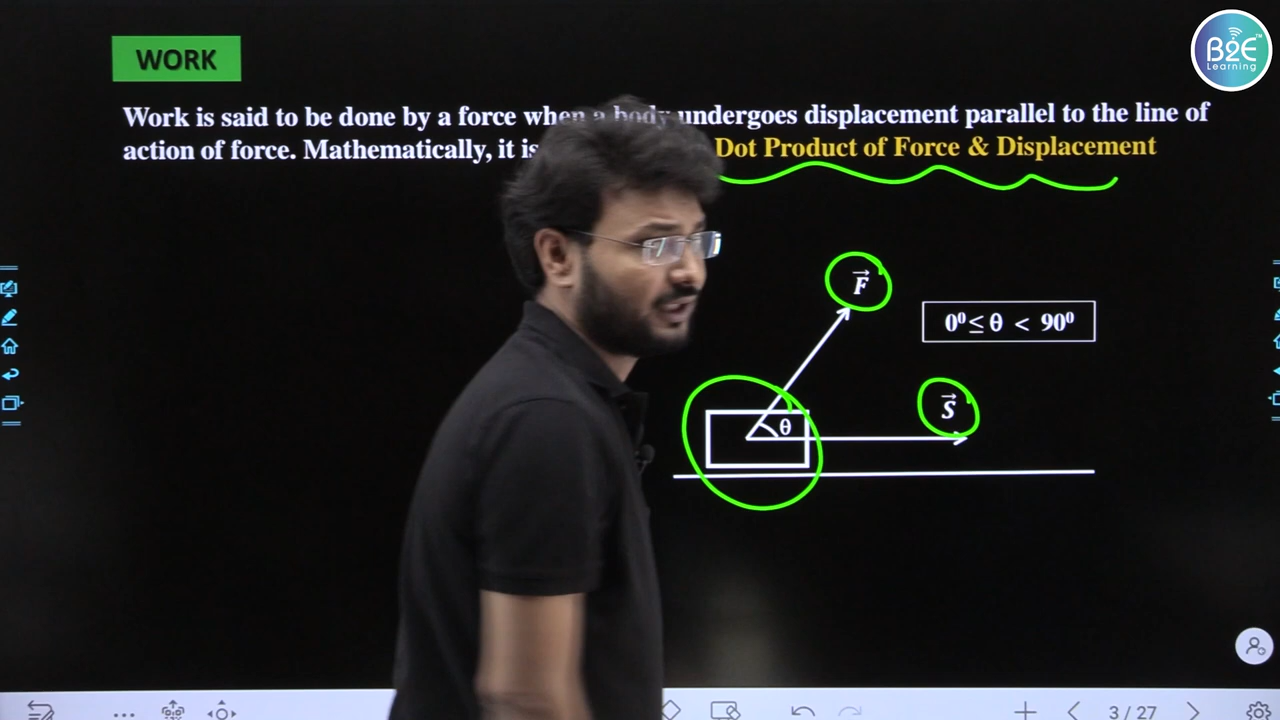 B2E
Learning
TM
WORK
Work is said to be done by a force when a body undergoes displacement parallel to the line of
action of force. Mathematically, it is Dot Product of Force & Displacement
F
0⁰ ≤ θ < 90⁰
S
θ
3 / 27